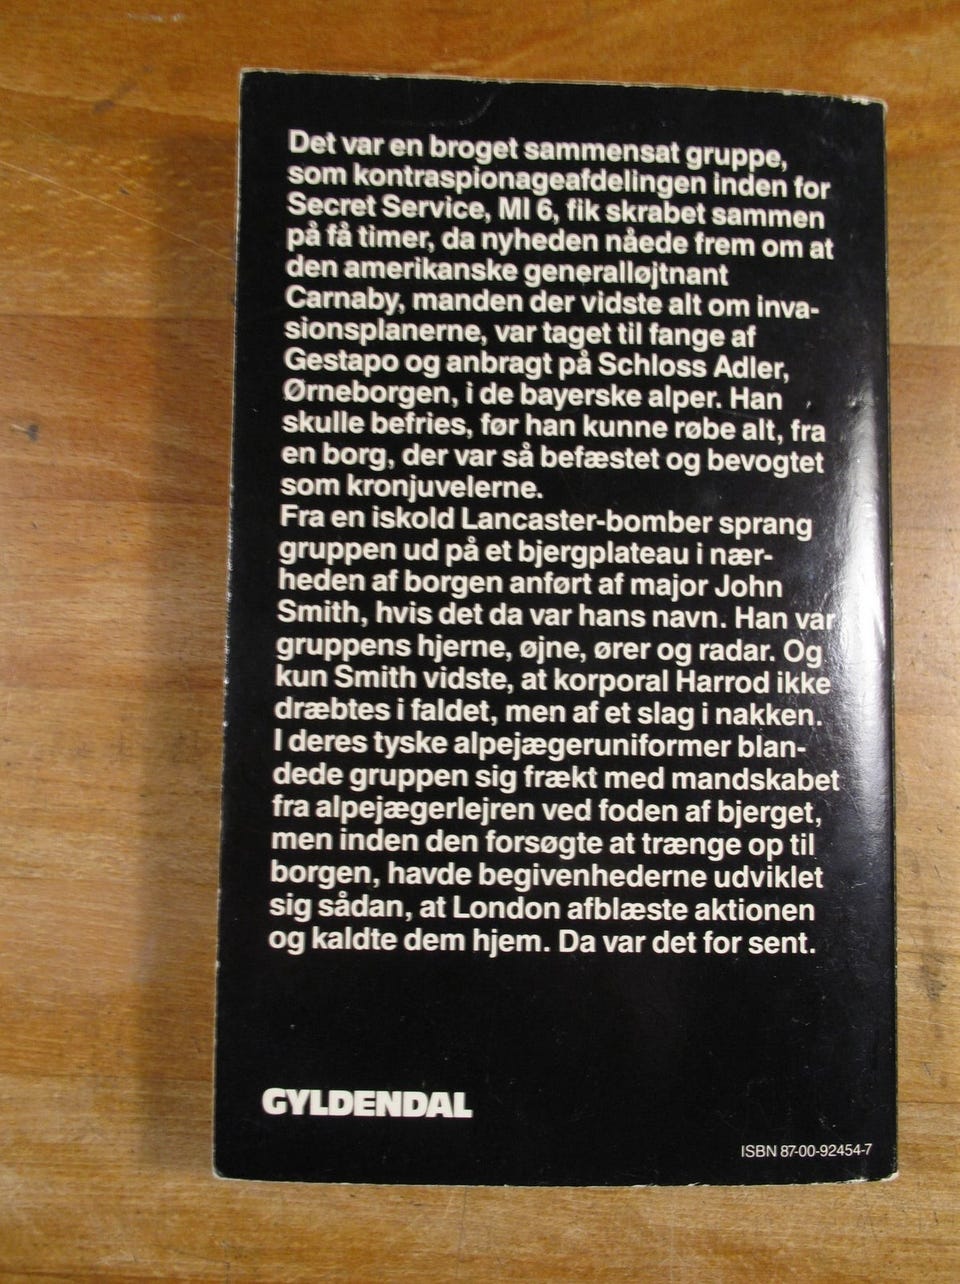 Det var en broget sammensat gruppe,
som kontraspionageafdelingen inden for
Secret Service, MI 6, fik skrabet sammen
på få timer, da nyheden nåede frem om at
den amerikanske generalløjtnant
Carnaby, manden der vidste alt om inva-
sionsplanerne, var taget til fange af
Gestapo og anbragt på Schloss Adler,
Ørneborgen, i de bayerske alper. Han
skulle befries, før han kunne røbe alt, fra
en borg, der var så befæstet og bevogtet
som kronjuvelerne.
Fra en iskold Lancaster-bomber sprang
gruppen ud på et bjergplateau i nær-
heden af borgen anført af major John
Smith, hvis det da var hans navn. Han var
gruppens hjerne, øjne, ører og radar. Og
kun Smith vidste, at korporal Harrod ikke
dræbtes i faldet, men af et slag i nakken.
I deres tyske alpejægeruniformer blan-
dede gruppen sig frækt med mandskabet
fra alpejægerlejren ved foden af bjerget,
men inden den forsøgte at trænge op til
borgen, havde begivenhederne udviklet
sig sådan, at London afblæste aktionen
og kaldte dem hjem. Da var det for sent.
GYLDENDAL
ISBN 87-00-92454-7